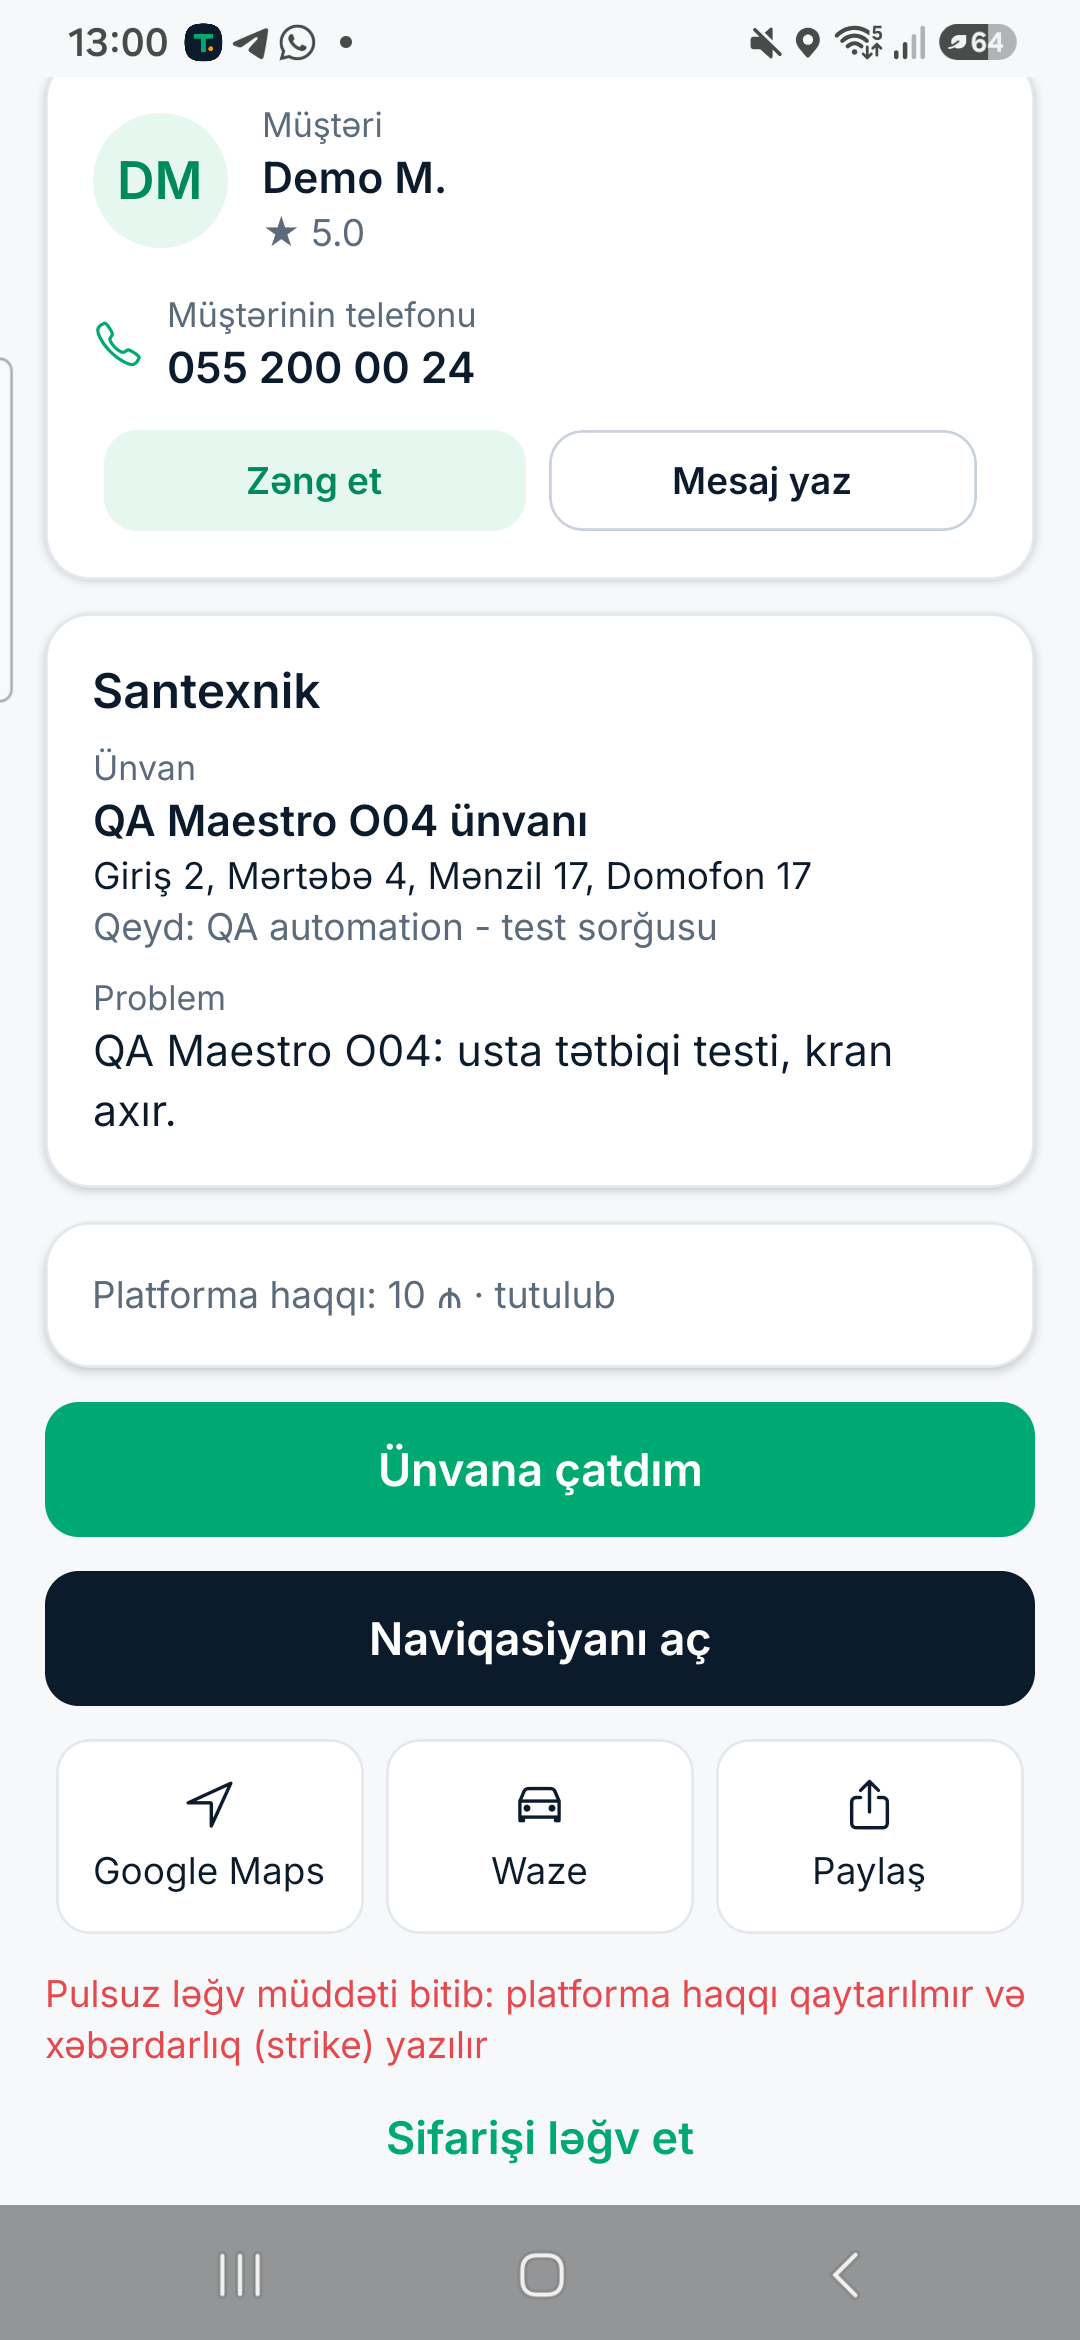 13:00
64
DM
Müştəri
Demo M.
★ 5.0
Müştərinin telefonu
055 200 00 24
Zəng et
Mesaj yaz
Santexnik
Ünvan
QA Maestro O04 ünvanı
Giriş 2, Mərtəbə 4, Mənzil 17, Domofon 17
Qeyd: QA automation - test sorğusu
Problem
QA Maestro O04: usta tətbiqi testi, kran
axır.
Platforma haqqı: 10 ₼ · tutulub
Ünvana çatdım
Naviqasiyanı aç
Google Maps
Waze
Paylaş
Pulsuz ləğv müddəti bitib: platforma haqqı qaytarılmır və
xəbərdarlıq (strike) yazılır
Sifarişi ləğv et